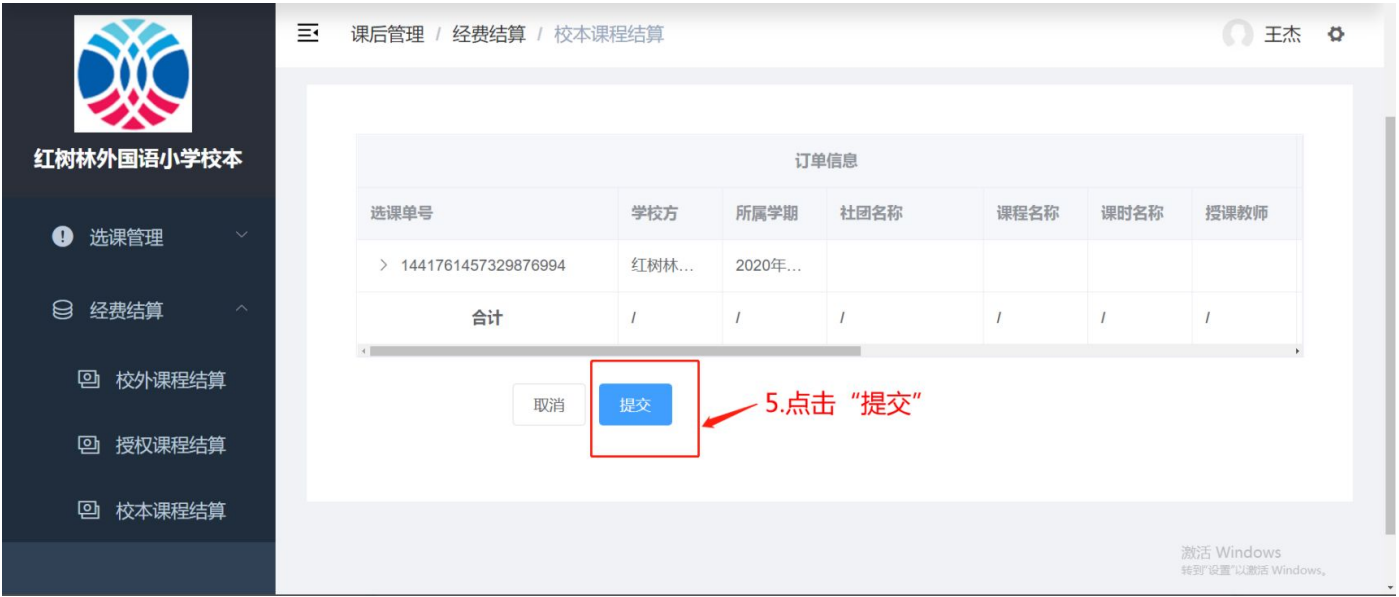 课后管理 / 经费结算 / 校本课程结算
王杰
红树林外国语小学校本
选课管理
经费结算
校外课程结算
授权课程结算
校本课程结算
订单信息
选课单号 学校方 所属学期 社团名称 课程名称 课时名称 授课教师
1441761457329876994 红树林... 2020年...
合计 / / / / / /
取消 提交
5.点击“提交”
激活 Windows
转到“设置”以激活 Windows。